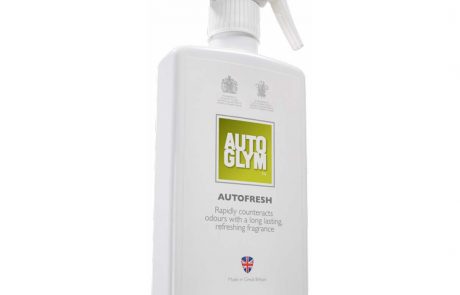 AUTO
GLYM
AUTOFRESH
Rapidly counteracts
odours with a long lasting,
refreshing fragrance
Made in Great Britain